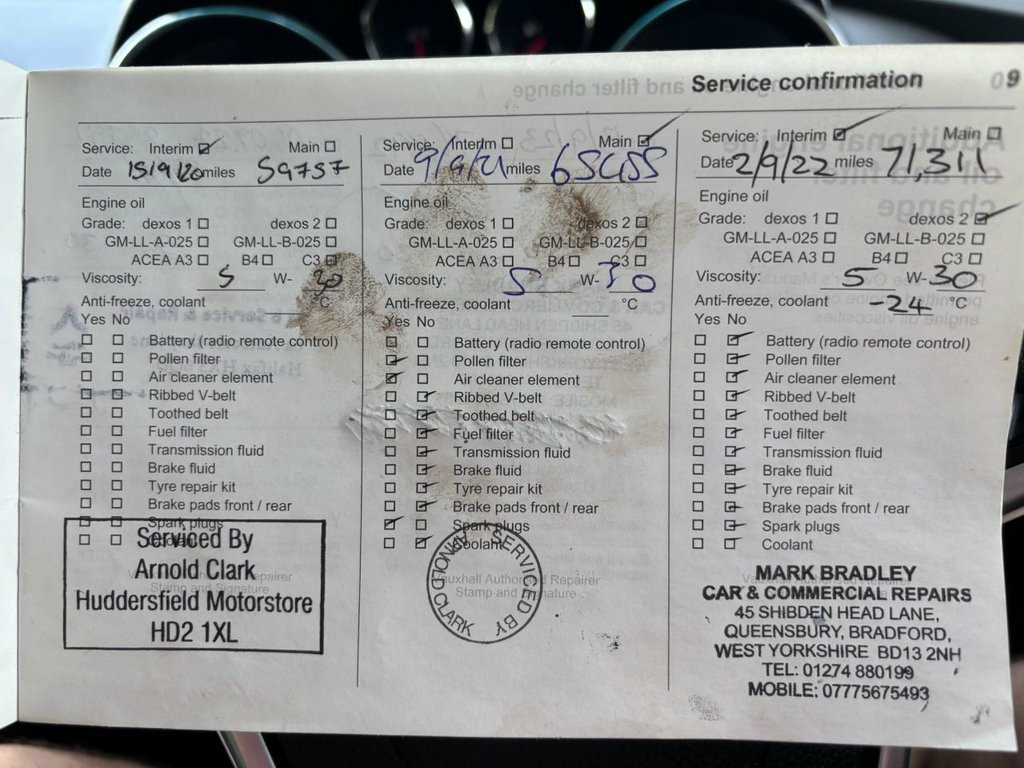 Service confirmation 9
Service: Interim Main
Date 15/9/20 miles 59757
Engine oil
Grade: dexos 1 dexos 2
GM-LL-A-025 GM-LL-B-025
ACEA A3 B4 C3
Viscosity: 5 W- 30
Anti-freeze, coolant °C
Yes No
Battery (radio remote control)
Pollen filter
Air cleaner element
Ribbed V-belt
Toothed belt
Fuel filter
Transmission fluid
Brake fluid
Tyre repair kit
Brake pads front / rear
Spark plugs
Coolant
Serviced By
Arnold Clark
Huddersfield Motorstore
HD2 1XL
Service: Interim Main
Date 9/9/21 miles
Engine oil
Grade: dexos 1 dexos 2
GM-LL-A-025 GM-LL-B-025
ACEA A3 B4 C3
Viscosity: 5 W- 30
Anti-freeze, coolant °C
Yes No
Battery (radio remote control)
Pollen filter
Air cleaner element
Ribbed V-belt
Toothed belt
Fuel filter
Transmission fluid
Brake fluid
Tyre repair kit
Brake pads front / rear
Spark plugs
Coolant
Vauxhall Authorised Repairer
Stamp and Signature
SERVICED BY
ARNOLD CLARK
Service: Interim Main
Date 2/9/22 miles 71,311
Engine oil
Grade: dexos 1 dexos 2
GM-LL-A-025 GM-LL-B-025
ACEA A3 B4 C3
Viscosity: 5 W- 30
Anti-freeze, coolant -24 °C
Yes No
Battery (radio remote control)
Pollen filter
Air cleaner element
Ribbed V-belt
Toothed belt
Fuel filter
Transmission fluid
Brake fluid
Tyre repair kit
Brake pads front / rear
Spark plugs
Coolant
MARK BRADLEY
CAR & COMMERCIAL REPAIRS
45 SHIBDEN HEAD LANE,
QUEENSBURY, BRADFORD,
WEST YORKSHIRE BD13 2NH
TEL: 01274 880199
MOBILE: 07775675493